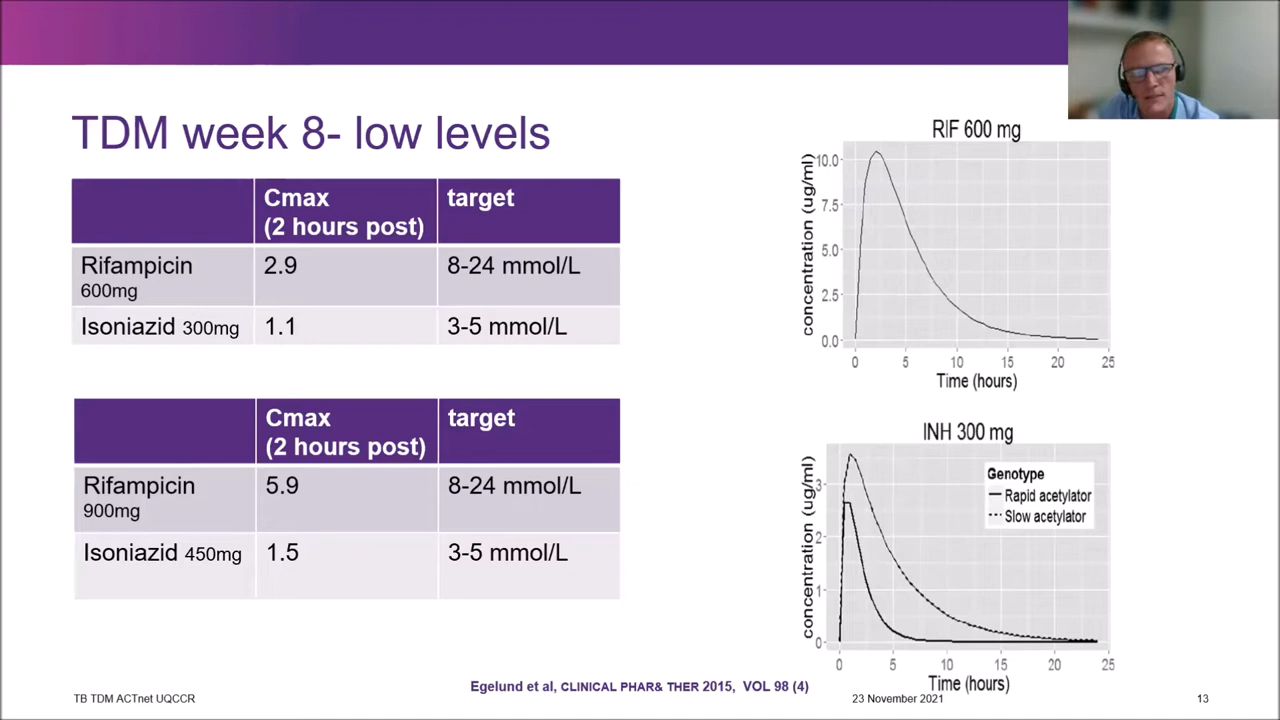 TDM week 8- low levels
Cmax
(2 hours post)
target
Rifampicin
600mg
2.9
8-24 mmol/L
Isoniazid 300mg
1.1
3-5 mmol/L
Cmax
(2 hours post)
target
Rifampicin
900mg
5.9
8-24 mmol/L
Isoniazid 450mg
1.5
3-5 mmol/L
RIF 600 mg
concentration (ug/ml)
10.0
7.5
5.0
2.5
0.0
0 5 10 15 20 25
Time (hours)
INH 300 mg
concentration (ug/ml)
3
2
1
0
Genotype
Rapid acetylator
Slow acetylator
0 5 10 15 20 25
Time (hours)
Egelund et al, CLINICAL PHAR& THER 2015, VOL 98 (4)
TB TDM ACTnet UQCCR
23 November 2021
13